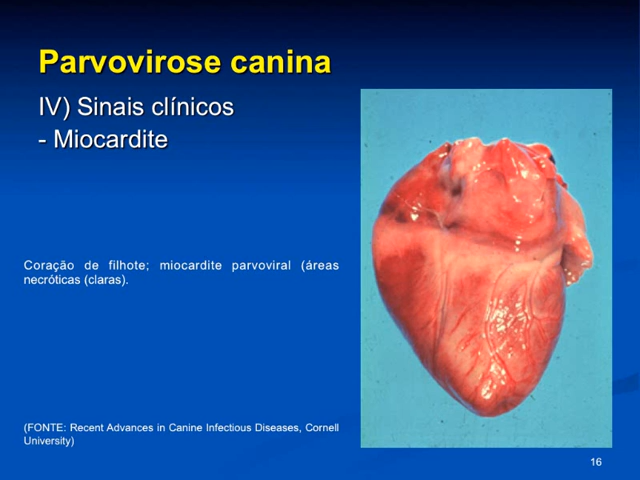 Parvovirose canina
IV) Sinais clínicos
- Miocardite
Coração de filhote; miocardite parvoviral (áreas
necróticas (claras).
(FONTE: Recent Advances in Canine Infectious Diseases, Cornell
University)
16